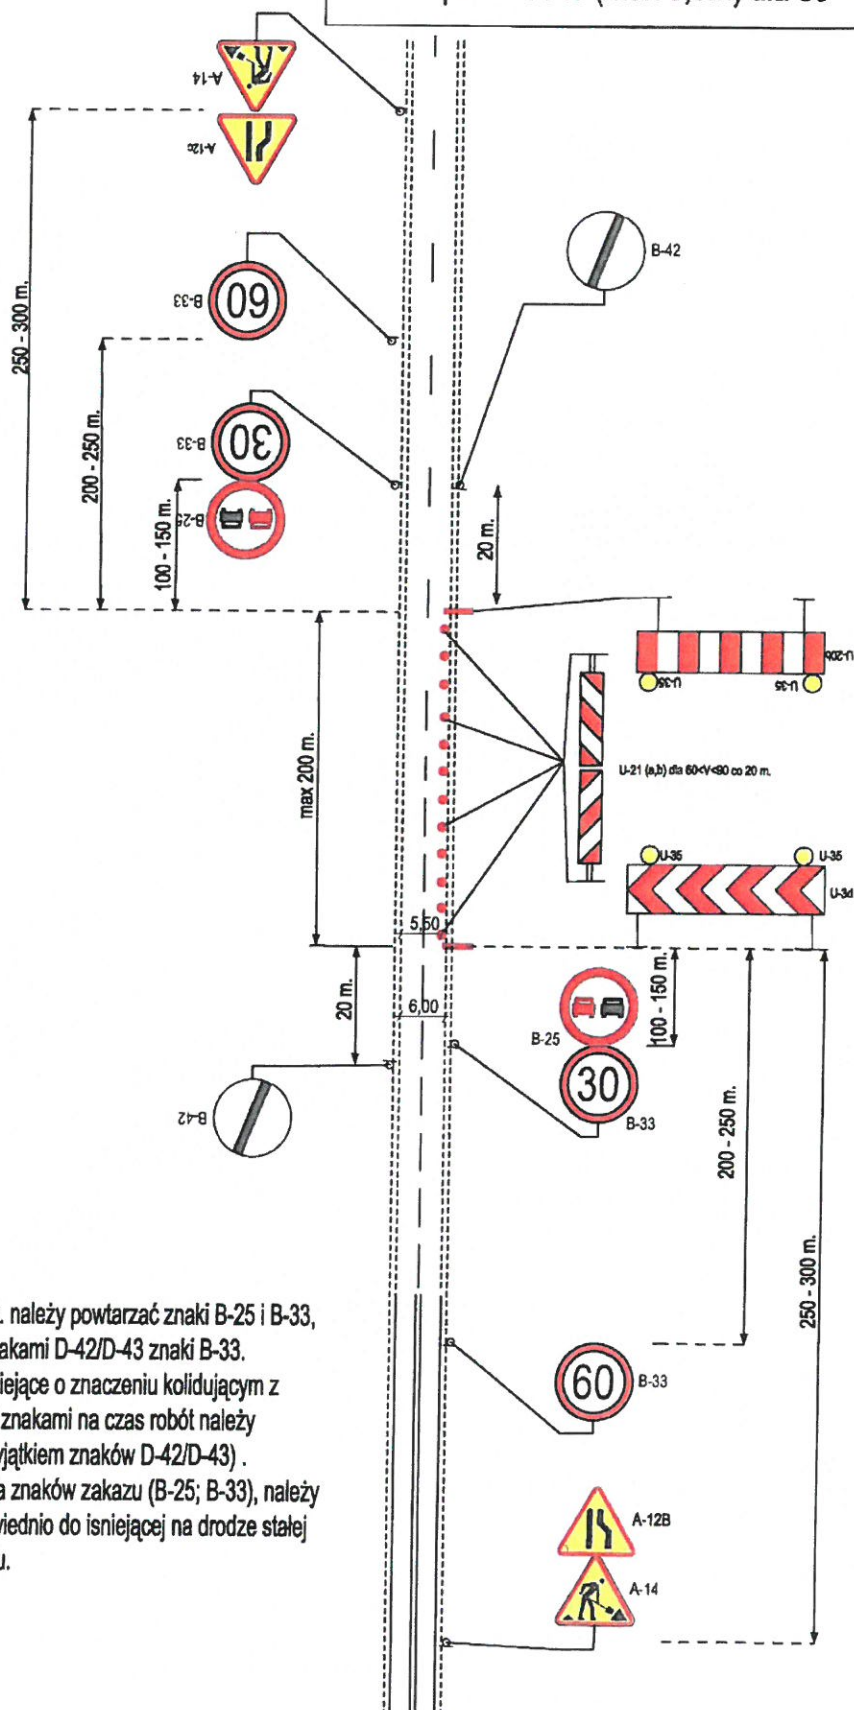 A-14
A-12c
250 - 300 m.
B-33
60
B-42
200 - 250 m.
B-33
30
100 - 150 m.
B-25
20 m.
U-20b
U-35
U-35
max 200 m.
U-21 (a,b) dla 60<V<90 co 20 m.
U-35
U-35
U-3d
5,50
20 m.
6,00
B-25
100 - 150 m.
30
B-33
B-42
200 - 250 m.
250 - 300 m.
należy powtarzać znaki B-25 i B-33,
akami D-42/D-43 znaki B-33.
iejące o znaczeniu kolidującym z
znakami na czas robót należy
yjątkiem znaków D-42/D-43) .
a znaków zakazu (B-25; B-33), należy
wiednio do isniejącej na drodze stałej
u.
60
B-33
A-12B
A-14